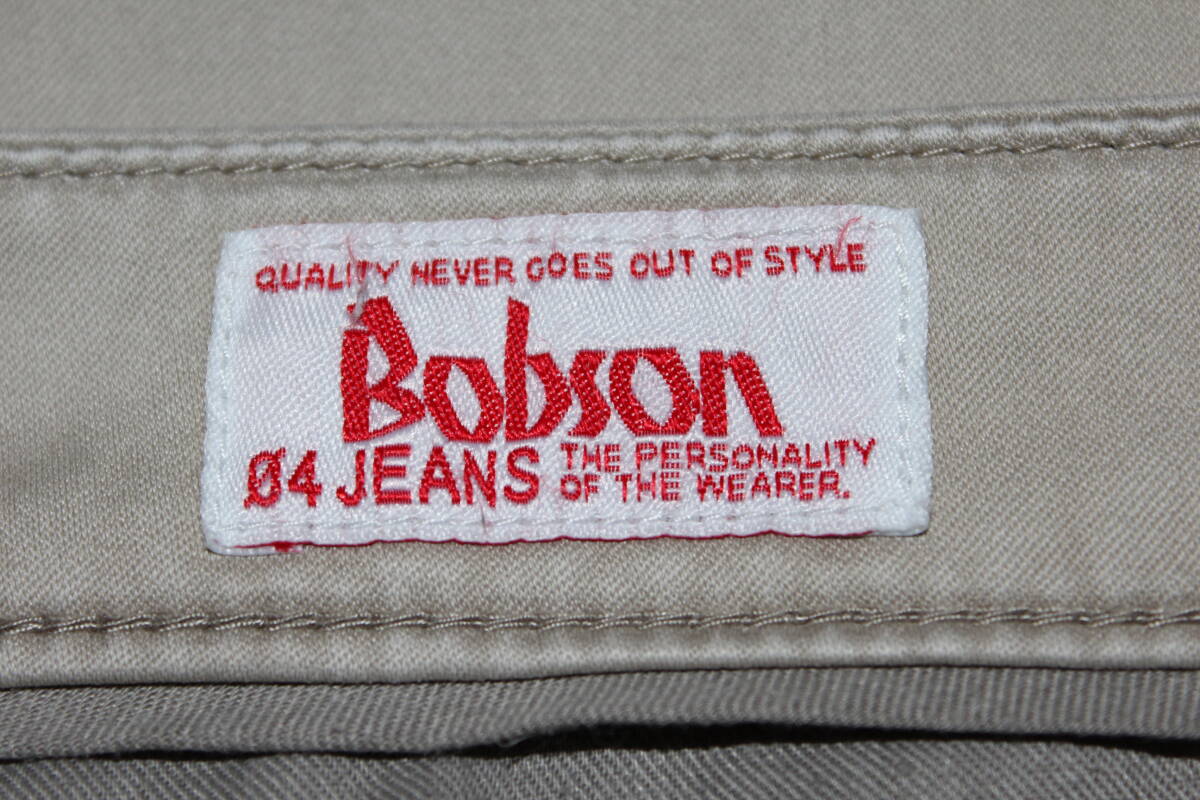 QUALITY NEVER GOES OUT OF STYLE
Bobson
Ø4 JEANS THE PERSONALITY
OF THE WEARER.